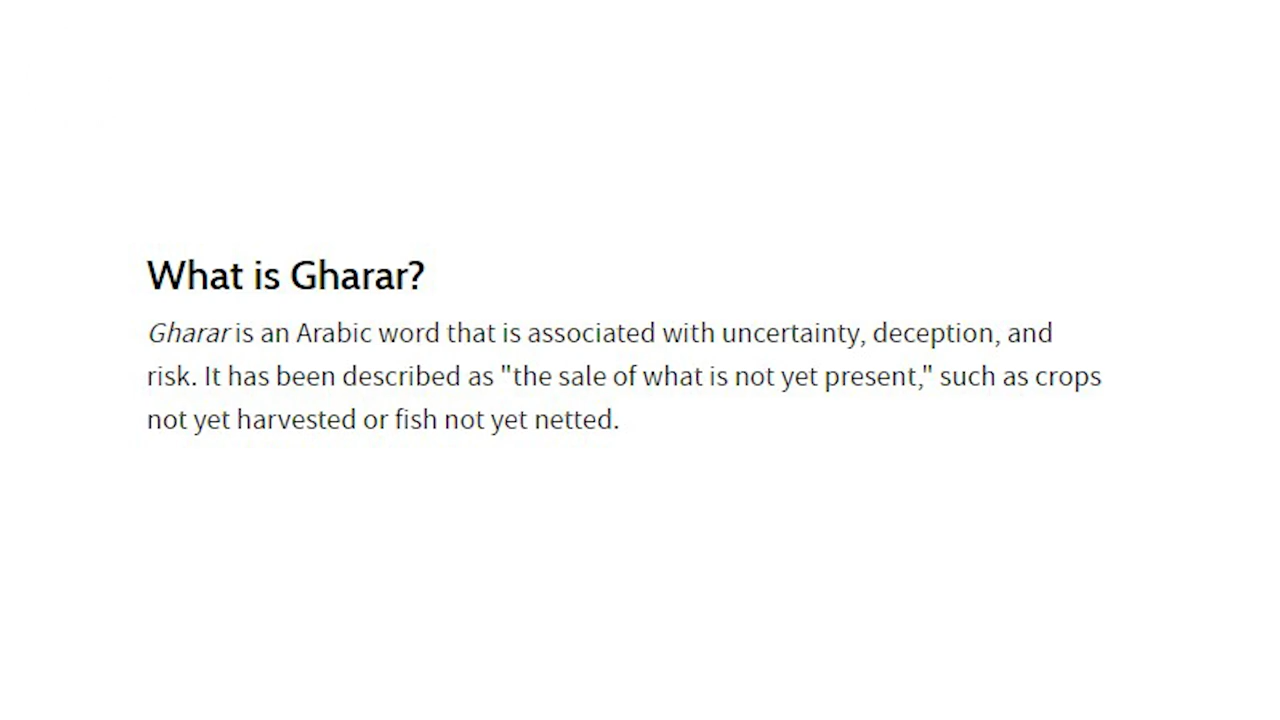 What is Gharar?
Gharar is an Arabic word that is associated with uncertainty, deception, and
risk. It has been described as "the sale of what is not yet present," such as crops
not yet harvested or fish not yet netted.